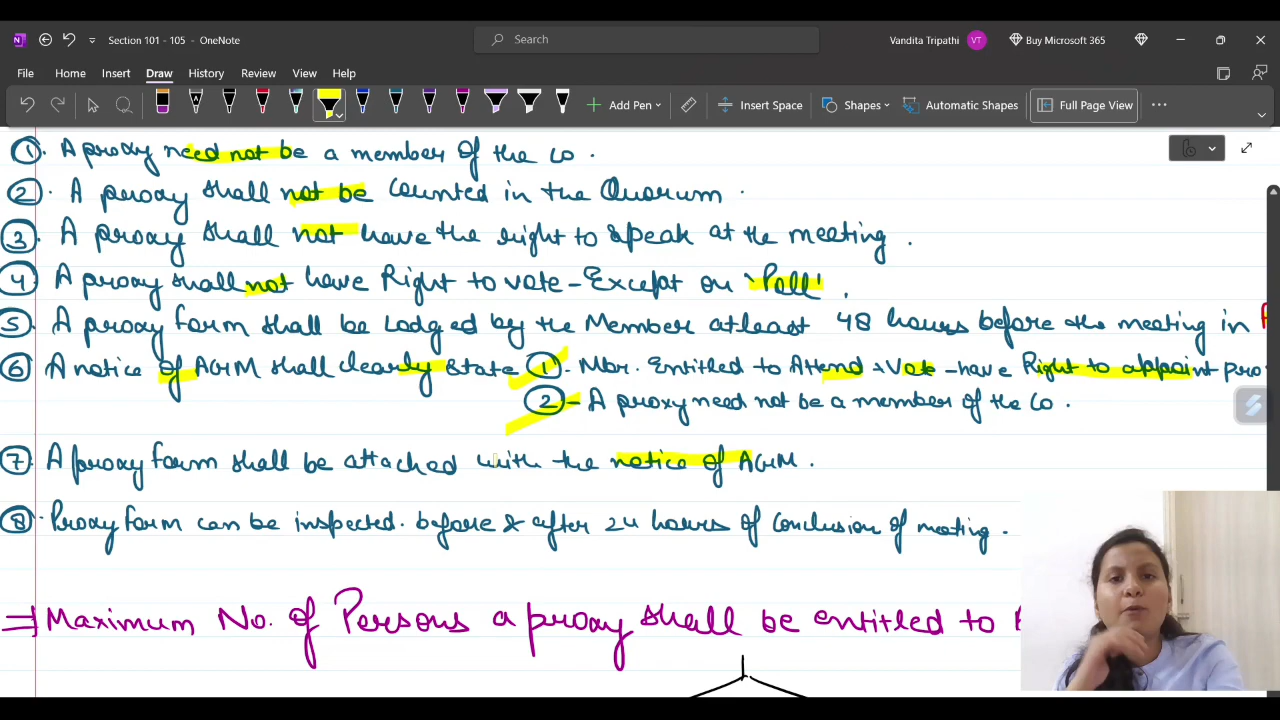 Section 101 - 105 - OneNote
Search
Vandita Tripathi VT
Buy Microsoft 365
File Home Insert Draw History Review View Help
Add Pen Insert Space Shapes Automatic Shapes Full Page View
① A proxy need not be a member of the co .
② . A proxy shall not be counted in the Quorum .
③ . A proxy shall not have the right to speak at the meeting .
④ A proxy shall not have Right to vote - Except on 'Poll' .
⑤ . A proxy form shall be lodged by the Member atleast 48 hours before the meeting in
⑥ A notice of AGM shall clearly state ① . Mbr. Entitled to Attend & Vote - have Right to appoint pro
② - A proxy need not be a member of the Co .
⑦ . A proxy form shall be attached with the notice of AGM .
⑧ . Proxy form can be inspected . before & after 24 hours of conclusion of meeting .
⇒ Maximum No. of Persons a proxy shall be entitled to